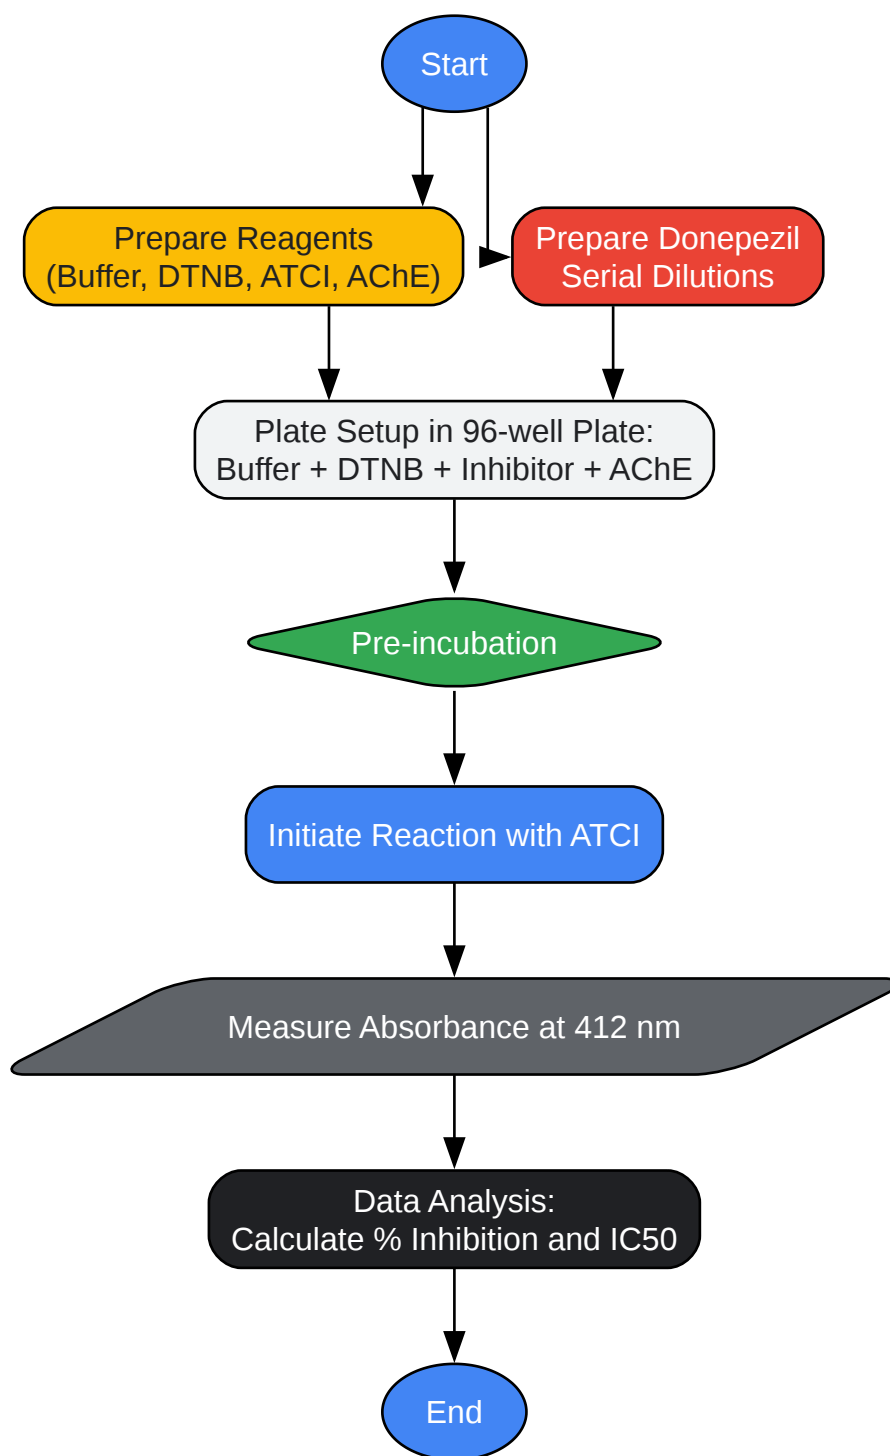 Start
Prepare Reagents
(Buffer, DTNB, ATCI, AChE)
Prepare Donepezil
Serial Dilutions
Plate Setup in 96-well Plate:
Buffer + DTNB + Inhibitor + AChE
Pre-incubation
Initiate Reaction with ATCI
Measure Absorbance at 412 nm
Data Analysis:
Calculate % Inhibition and IC50
End